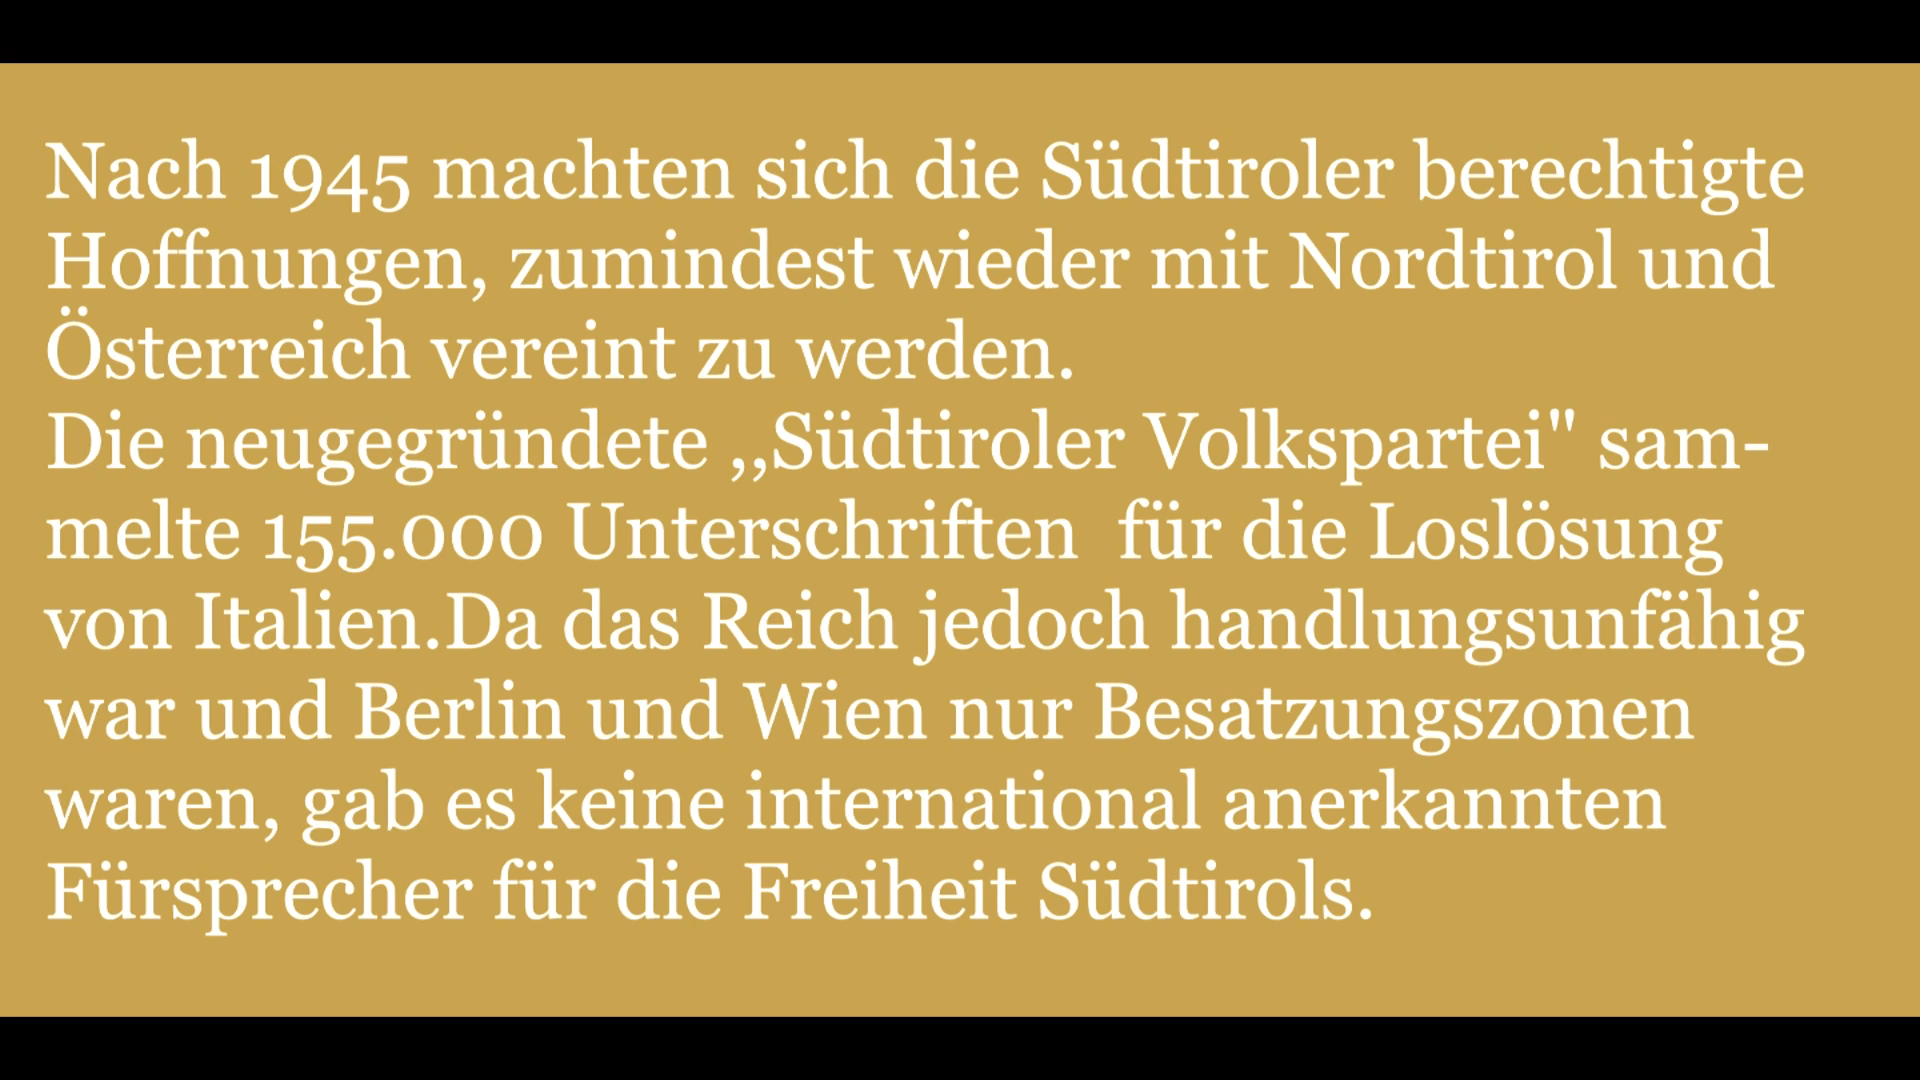 Nach 1945 machten sich die Südtiroler berechtigte
Hoffnungen, zumindest wieder mit Nordtirol und
Österreich vereint zu werden.
Die neugegründete ,,Südtiroler Volkspartei" sam-
melte 155.000 Unterschriften  für die Loslösung
von Italien.Da das Reich jedoch handlungsunfähig
war und Berlin und Wien nur Besatzungszonen
waren, gab es keine international anerkannten
Fürsprecher für die Freiheit Südtirols.